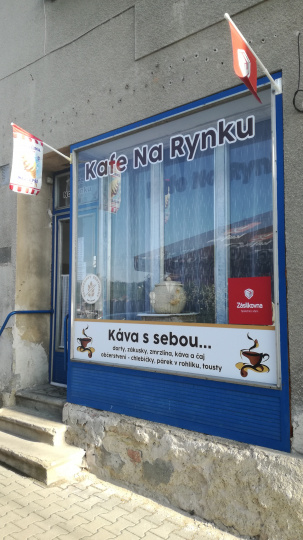 Kafe Na Rynku
Zásilkovna
Káva s sebou...
dorty, zákusky, zmrzlina, káva a čaj
občerstvení - chlebíčky, párek v rohlíku, tousty